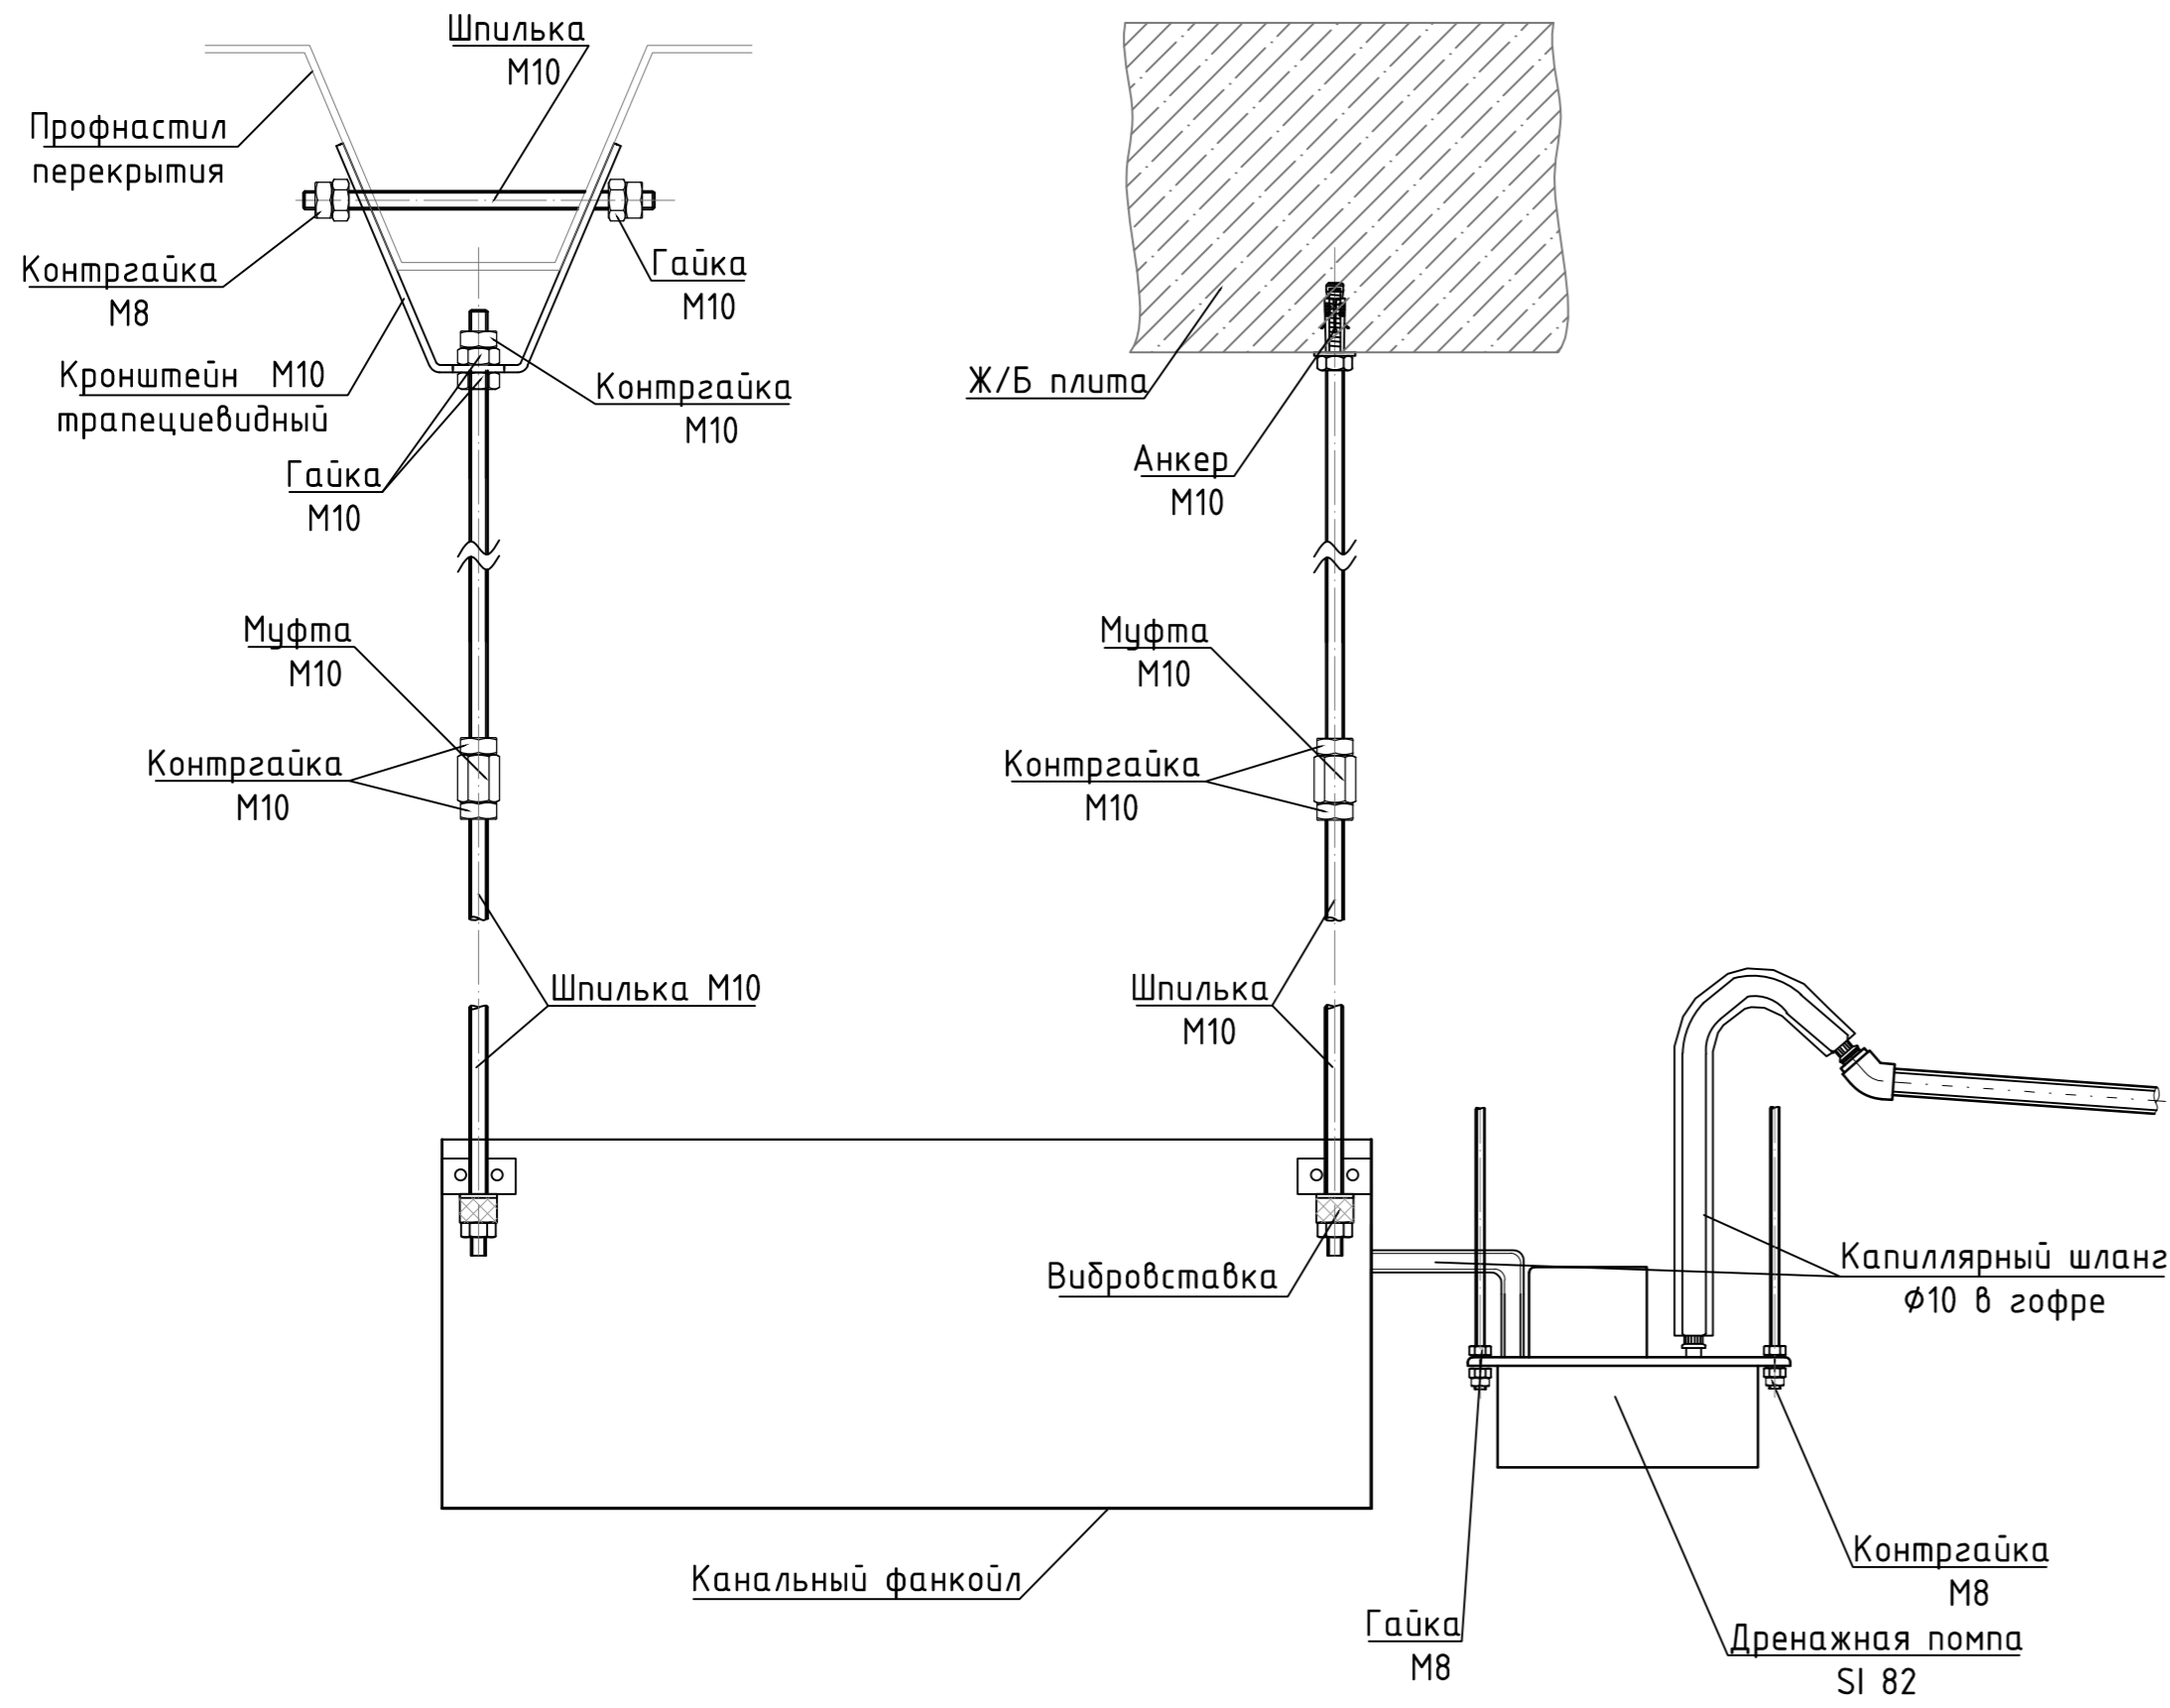 Шпилька
М10
Профнастил
перекрытия
Контргайка
М8
Гайка
М10
Кронштейн М10
трапециевидный
Контргайка
М10
Гайка
М10
Ж/Б плита
Анкер
М10
Муфта
М10
Муфта
М10
Контргайка
М10
Контргайка
М10
Шпилька М10
Шпилька
М10
Вибровставка
Капиллярный шланг
Ø10 в гофре
Канальный фанкойл
Контргайка
М8
Гайка
М8
Дренажная помпа
SI 82